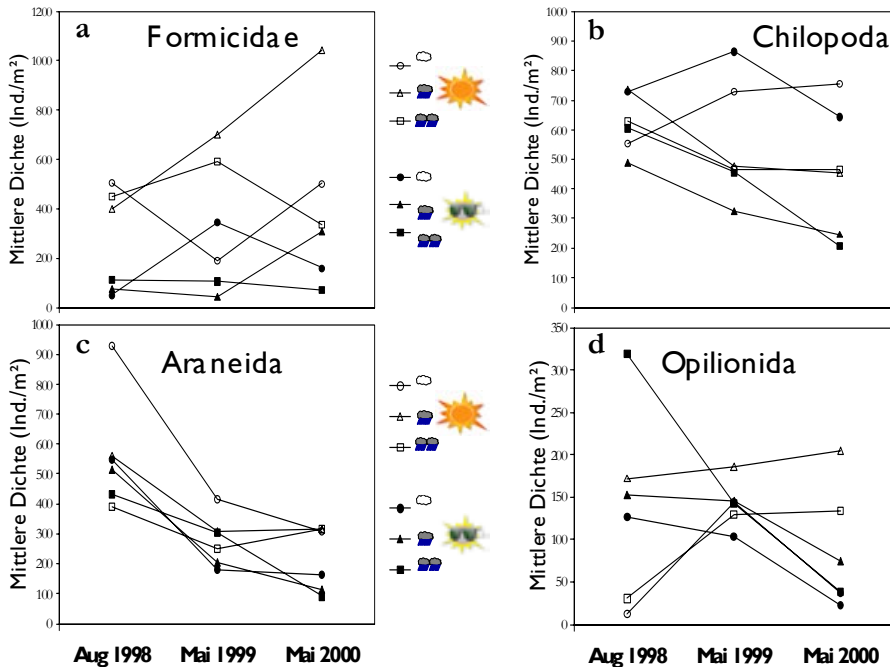 a
Formicidae
Mittlere Dichte (Ind./m²)
1200
1000
800
600
400
200
0
b
Chilopoda
Mittlere Dichte (Ind./m²)
1000
900
800
700
600
500
400
300
200
100
0
c
Araneida
Mittlere Dichte (Ind./m²)
1000
900
800
700
600
500
400
300
200
100
0
Aug 1998 Mai 1999 Mai 2000
d
Opilionida
Mittlere Dichte (Ind./m²)
350
300
250
200
150
100
50
0
Aug 1998 Mai 1999 Mai 2000